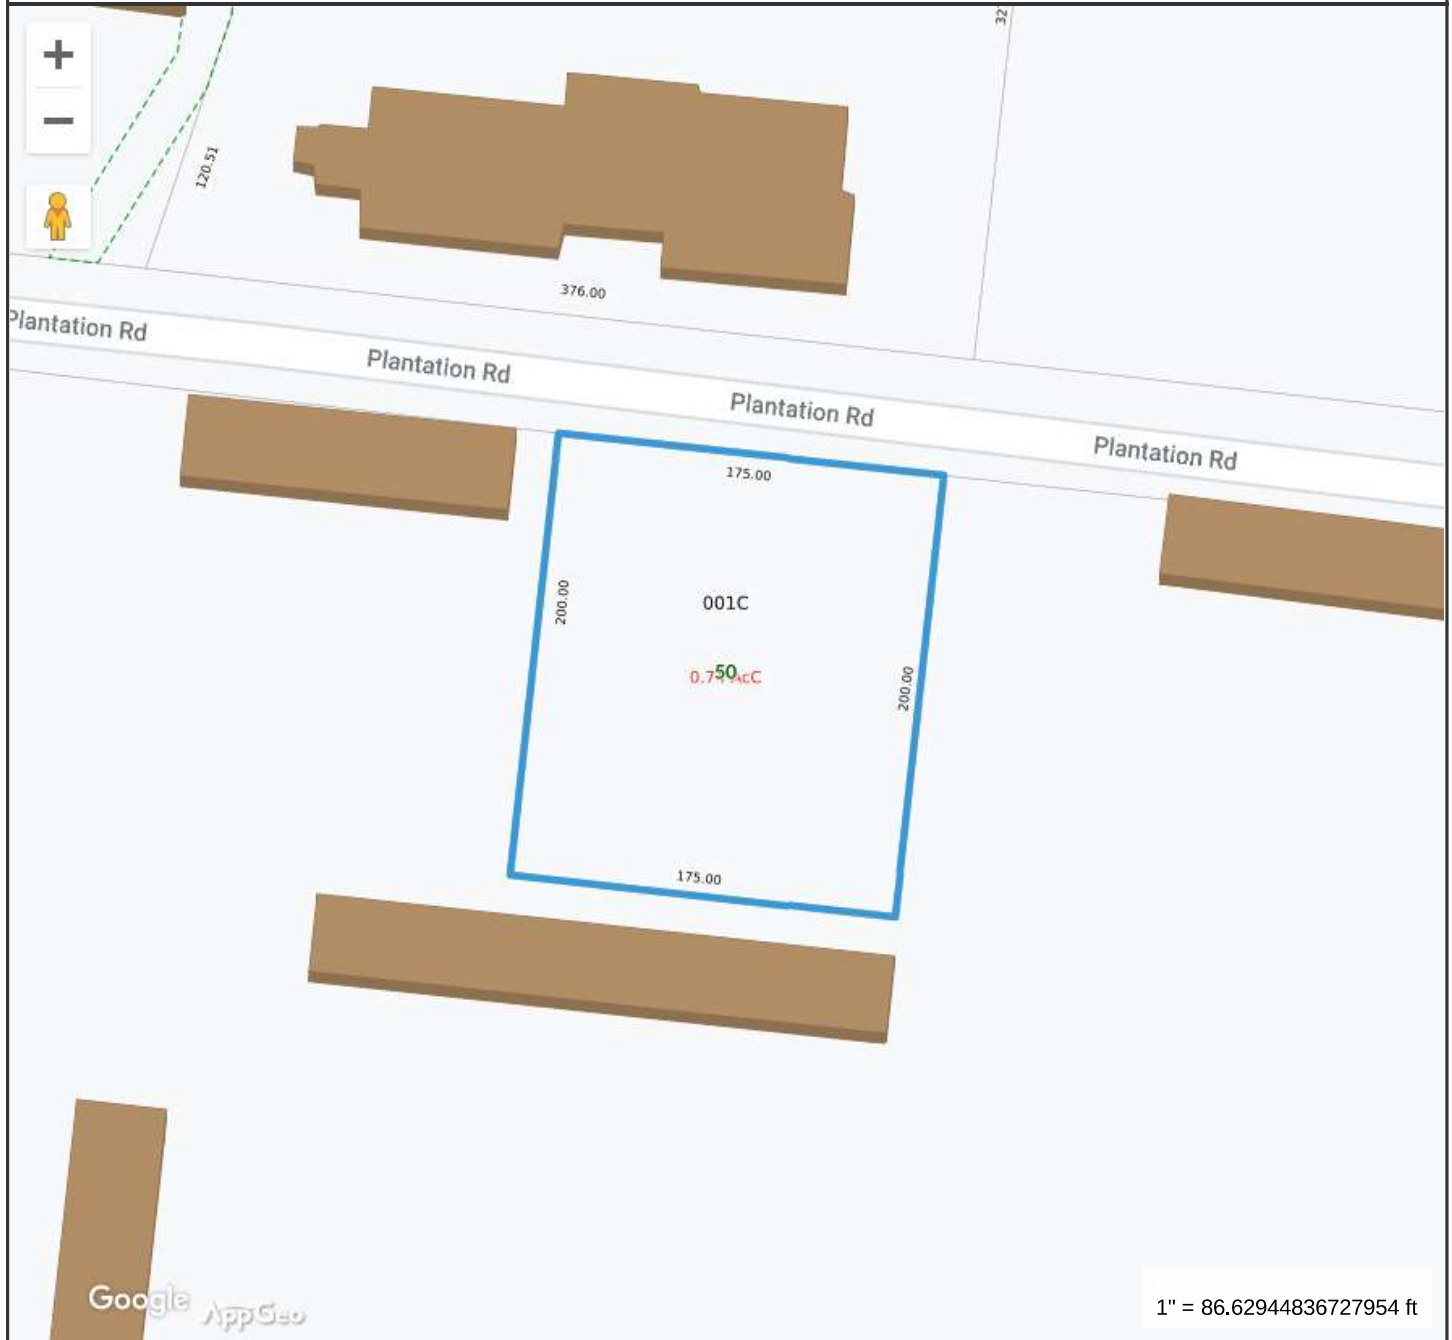 +
−
32
120.51
376.00
Plantation Rd
Plantation Rd
Plantation Rd
Plantation Rd
175.00
200.00
001C
50
200.00
175.00
Google
AppGeo
1" = 86.62944836727954 ft